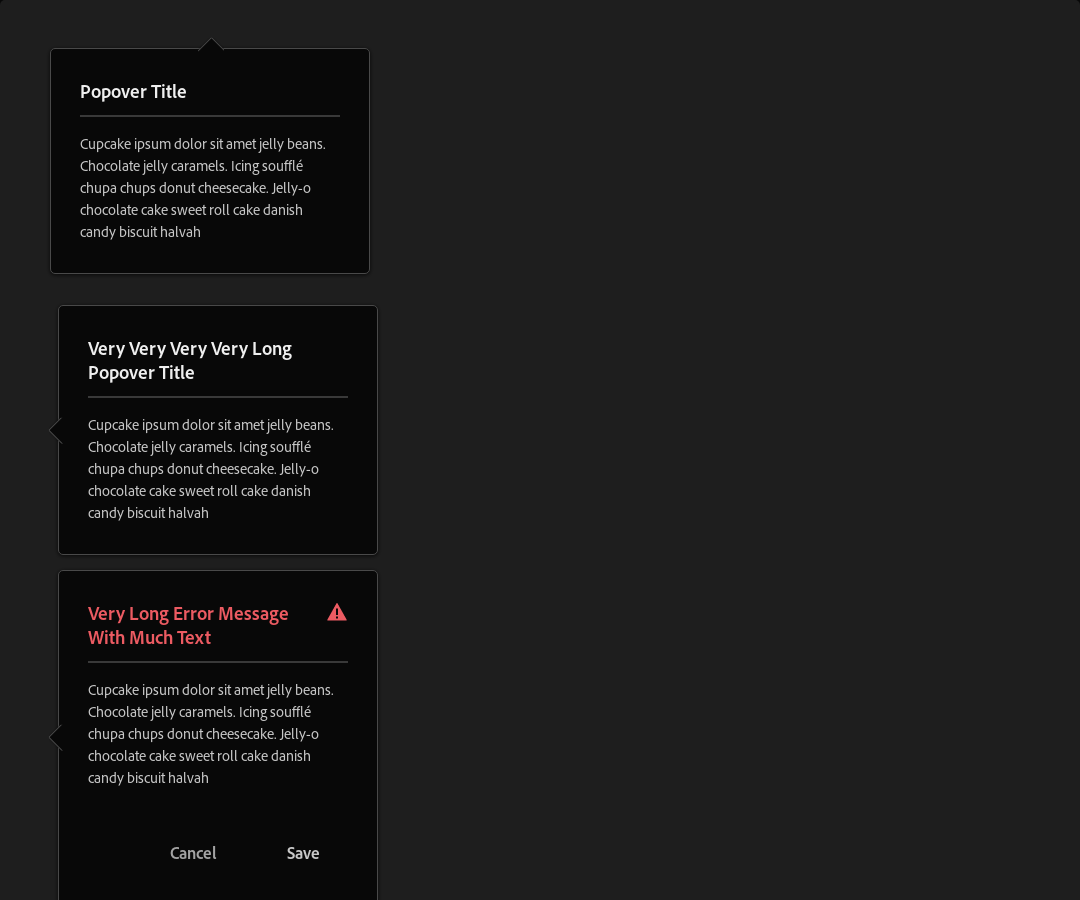 Popover Title
Cupcake ipsum dolor sit amet jelly beans.
Chocolate jelly caramels. Icing soufflé
chupa chups donut cheesecake. Jelly-o
chocolate cake sweet roll cake danish
candy biscuit halvah
Very Very Very Very Long
Popover Title
Cupcake ipsum dolor sit amet jelly beans.
Chocolate jelly caramels. Icing soufflé
chupa chups donut cheesecake. Jelly-o
chocolate cake sweet roll cake danish
candy biscuit halvah
Very Long Error Message
With Much Text
Cupcake ipsum dolor sit amet jelly beans.
Chocolate jelly caramels. Icing soufflé
chupa chups donut cheesecake. Jelly-o
chocolate cake sweet roll cake danish
candy biscuit halvah
Cancel Save